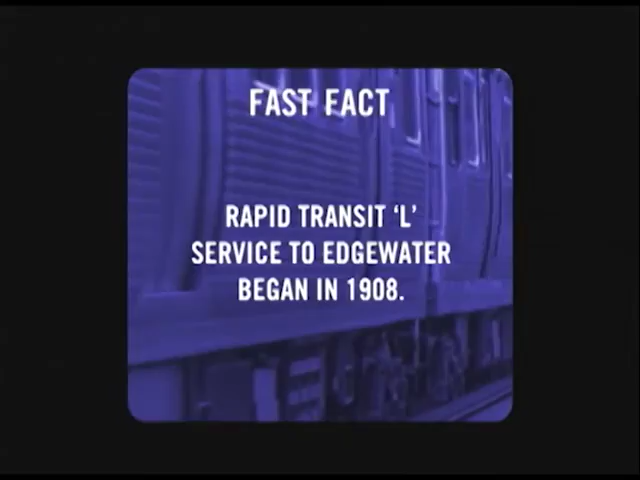 FAST FACT
RAPID TRANSIT ‘L’
SERVICE TO EDGEWATER
BEGAN IN 1908.